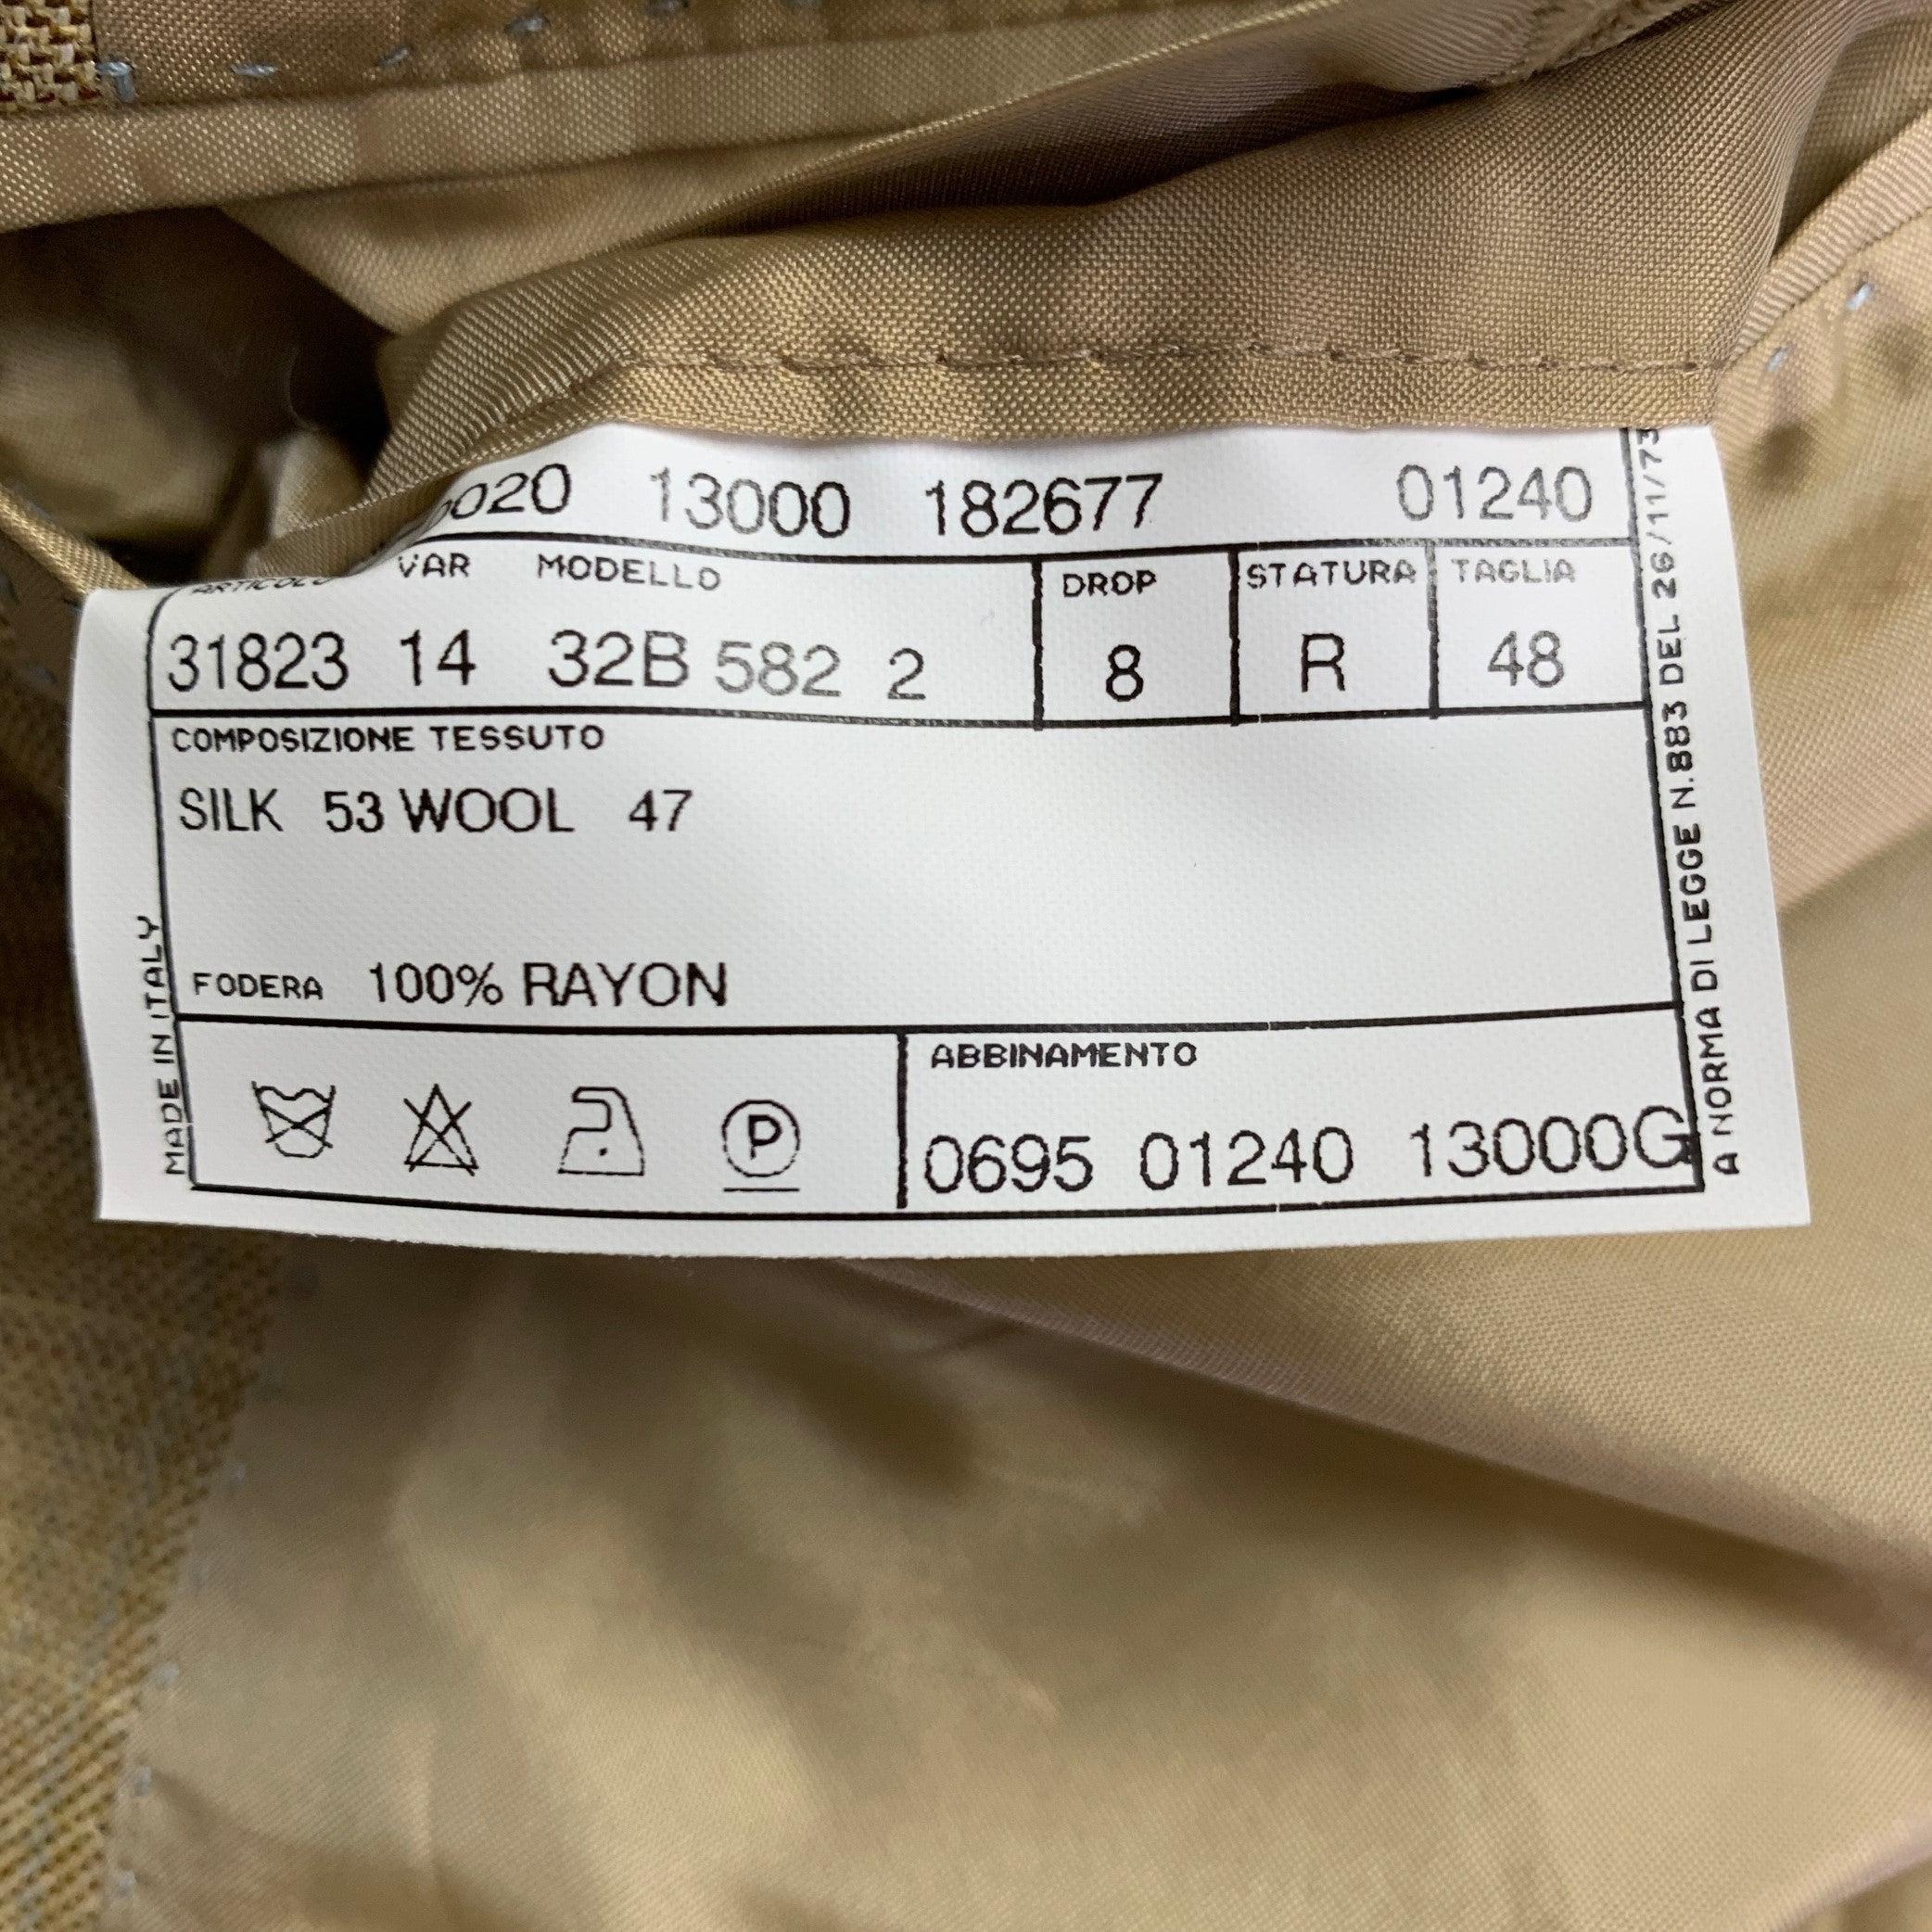 020 13000 182677 01240
ARTICOLO VAR MODELLO DROP STATURA TAGLIA
31823 14 32B 582 2 8 R 48
COMPOSIZIONE TESSUTO
SILK 53 WOOL 47
FODERA 100% RAYON
ABBINAMENTO
P
0695 01240 13000G
MADE IN ITALY
A NORMA DI LEGGE N.883 DEL 26/11/73